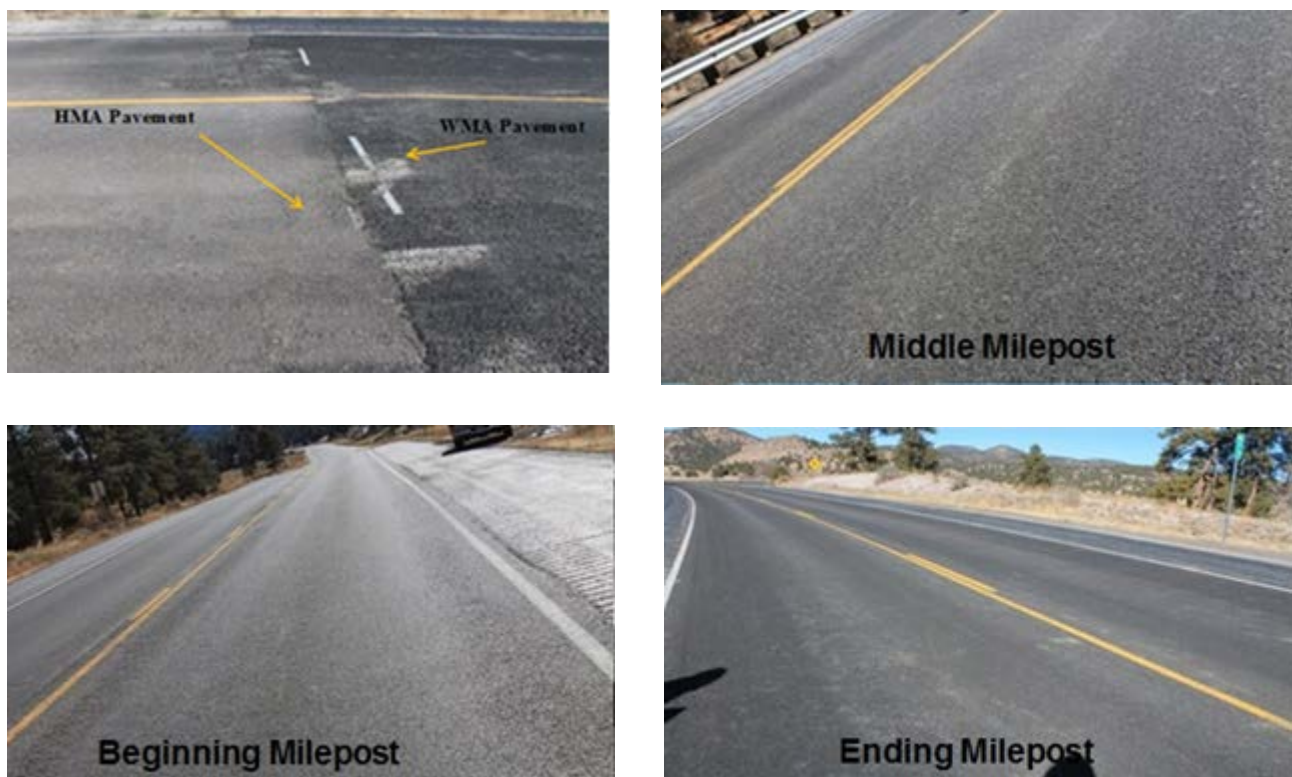 HMA Pavement
WMA Pavement
Middle Milepost
Beginning Milepost
Ending Milepost